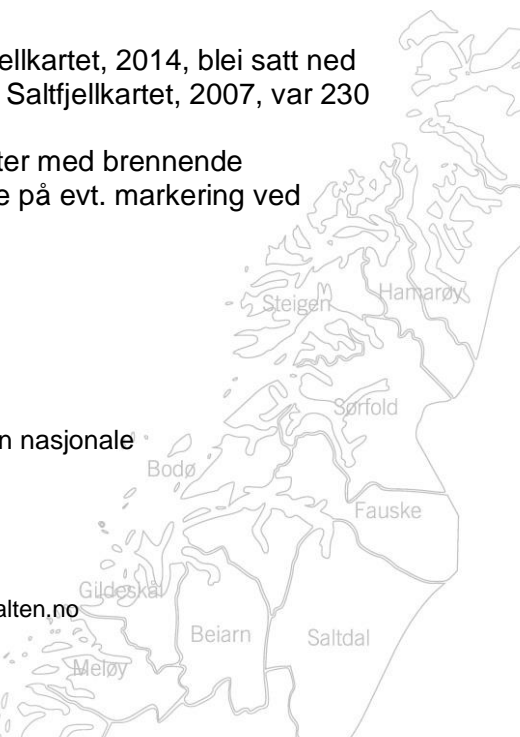 ellkartet, 2014, blei satt ned
Saltfjellkartet, 2007, var 230
ter med brennende
e på evt. markering ved
Steigen
Hamarøy
Sørfold
n nasjonale
Bodø
Fauske
Gildeskål
alten.no
Beiarn
Saltdal
Meløy